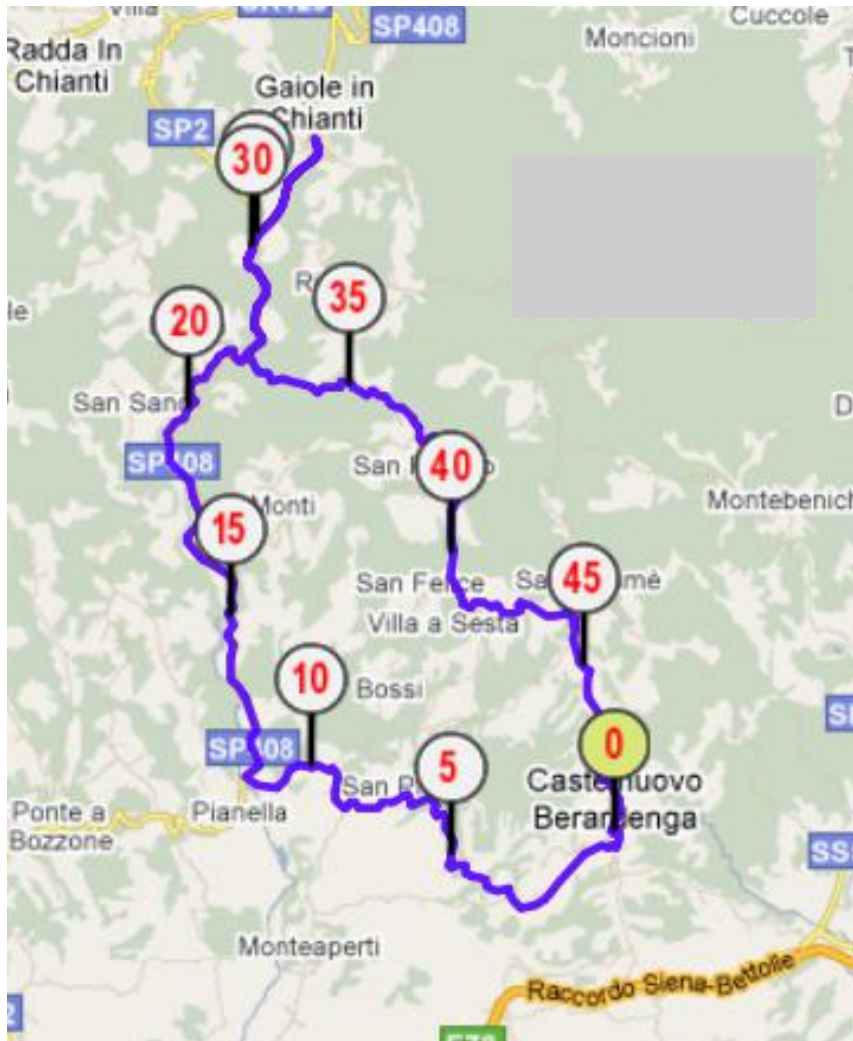 SP408
Cuccole
Moncioni
Radda In
Chianti
Gaiole in
Chianti
SP2
30
35
20
San Sano
SP408
40
Monti
15
Montebenich
45
San Felice
Villa a Sesta
10
Bossi
0
SP408
5
Castelnuovo
Berardenga
Pianella
Ponte a
Bozzone
Monteaperti
Raccordo Siena-Bettolle